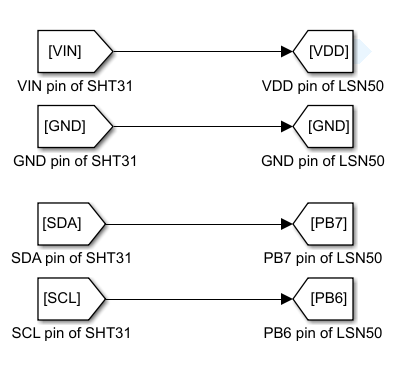 [VIN] [VDD]
VIN pin of SHT31 VDD pin of LSN50
[GND] [GND]
GND pin of SHT31 GND pin of LSN50
[SDA] [PB7]
SDA pin of SHT31 PB7 pin of LSN50
[SCL] [PB6]
SCL pin of SHT31 PB6 pin of LSN50